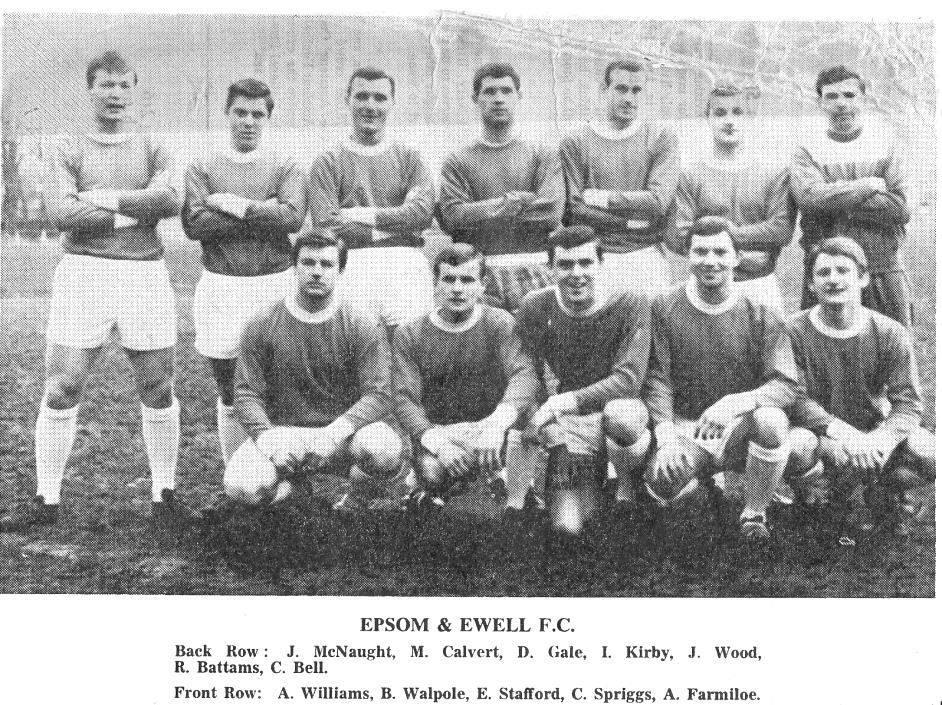 EPSOM & EWELL F.C.
Back Row : J. McNaught, M. Calvert, D. Gale, I. Kirby, J. Wood,
R. Battams, C. Bell.
Front Row: A. Williams, B. Walpole, E. Stafford, C. Spriggs, A. Farmiloe.